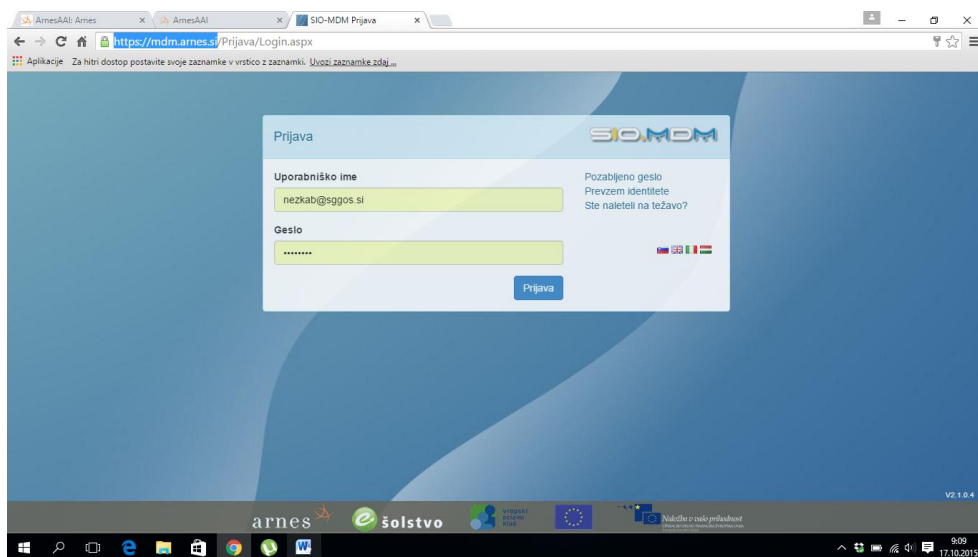 ArnesAAI: Arnes
ArnesAAI
SIO-MDM Prijava
https://mdm.arnes.si/Prijava/Login.aspx
Aplikacije Za hitri dostop postavite svoje zaznamke v vrstico z zaznamki. Uvozi zaznamke zdaj ...
Prijava
SIO.MDM
Uporabniško ime
nezkab@sggos.si
Geslo
••••••••
Prijava
Pozabljeno geslo
Prevzem identitete
Ste naleteli na težavo?
V2.1.0.4
arnes
e šolstvo
Naložba v vašo prihodnost
9:09
17.10.2015